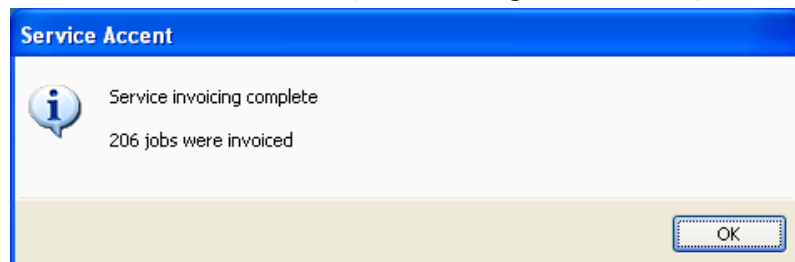 Service Accent
Service invoicing complete
206 jobs were invoiced
OK